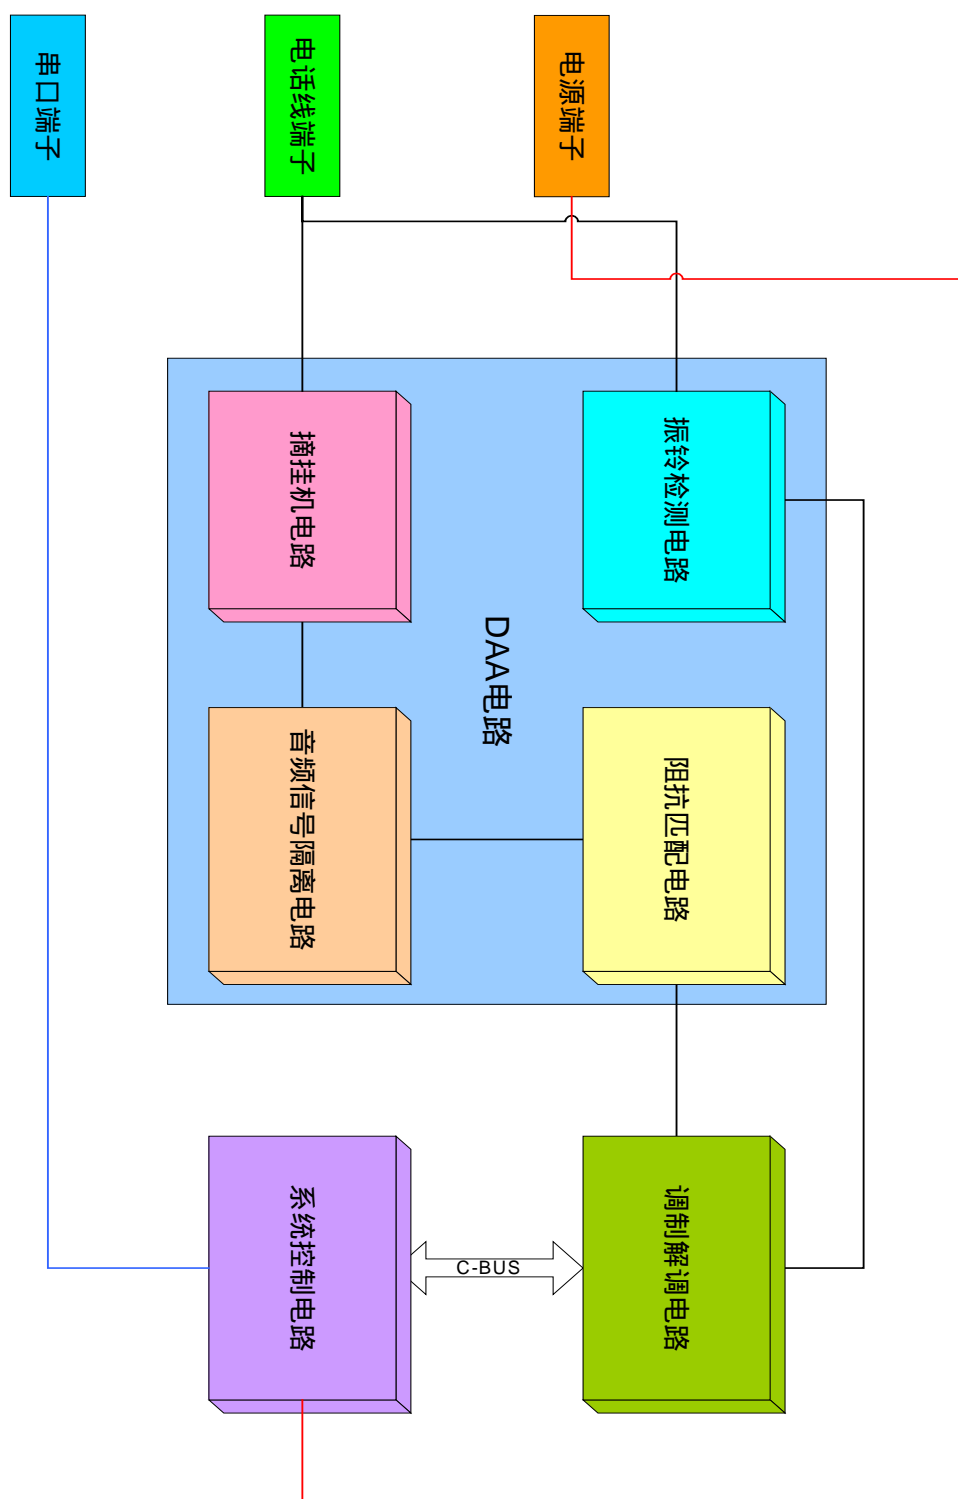 串口端子
电话线端子
电源端子
摘挂机电路
振铃检测电路
DAA电路
音频信号隔离电路
阻抗匹配电路
系统控制电路
C-BUS
调制解调电路